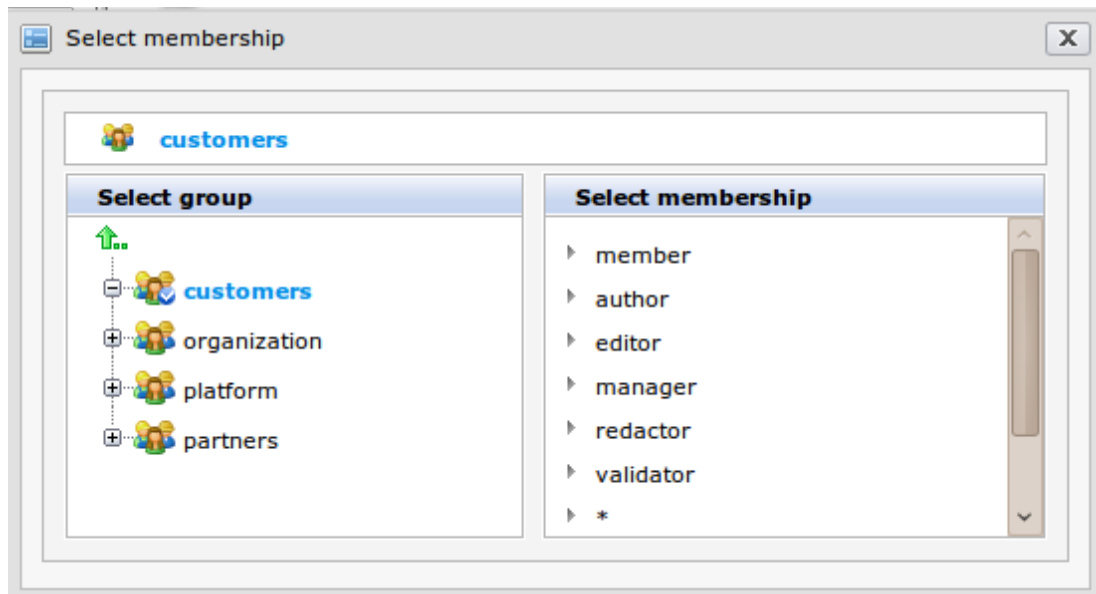 Select membership
customers
Select group
customers
organization
platform
partners
Select membership
member
author
editor
manager
redactor
validator
*